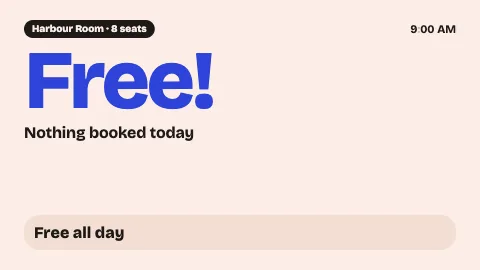 Harbour Room · 8 seats
9:00 AM
Free!
Nothing booked today
Free all day